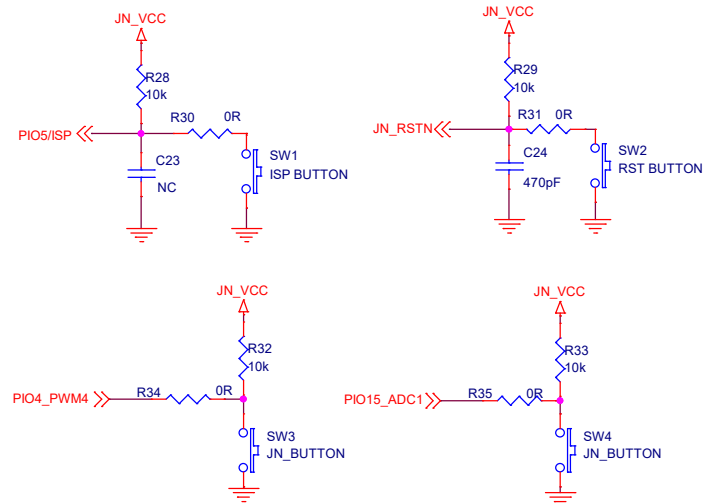 JN_VCC
R28
10k
R30
0R
PIO5/ISP
C23
NC
SW1
ISP BUTTON
JN_VCC
R29
10k
R31
0R
JN_RSTN
C24
470pF
SW2
RST BUTTON
JN_VCC
R32
10k
PIO4_PWM4
R34
0R
SW3
JN_BUTTON
JN_VCC
R33
10k
PIO15_ADC1
R35
0R
SW4
JN_BUTTON